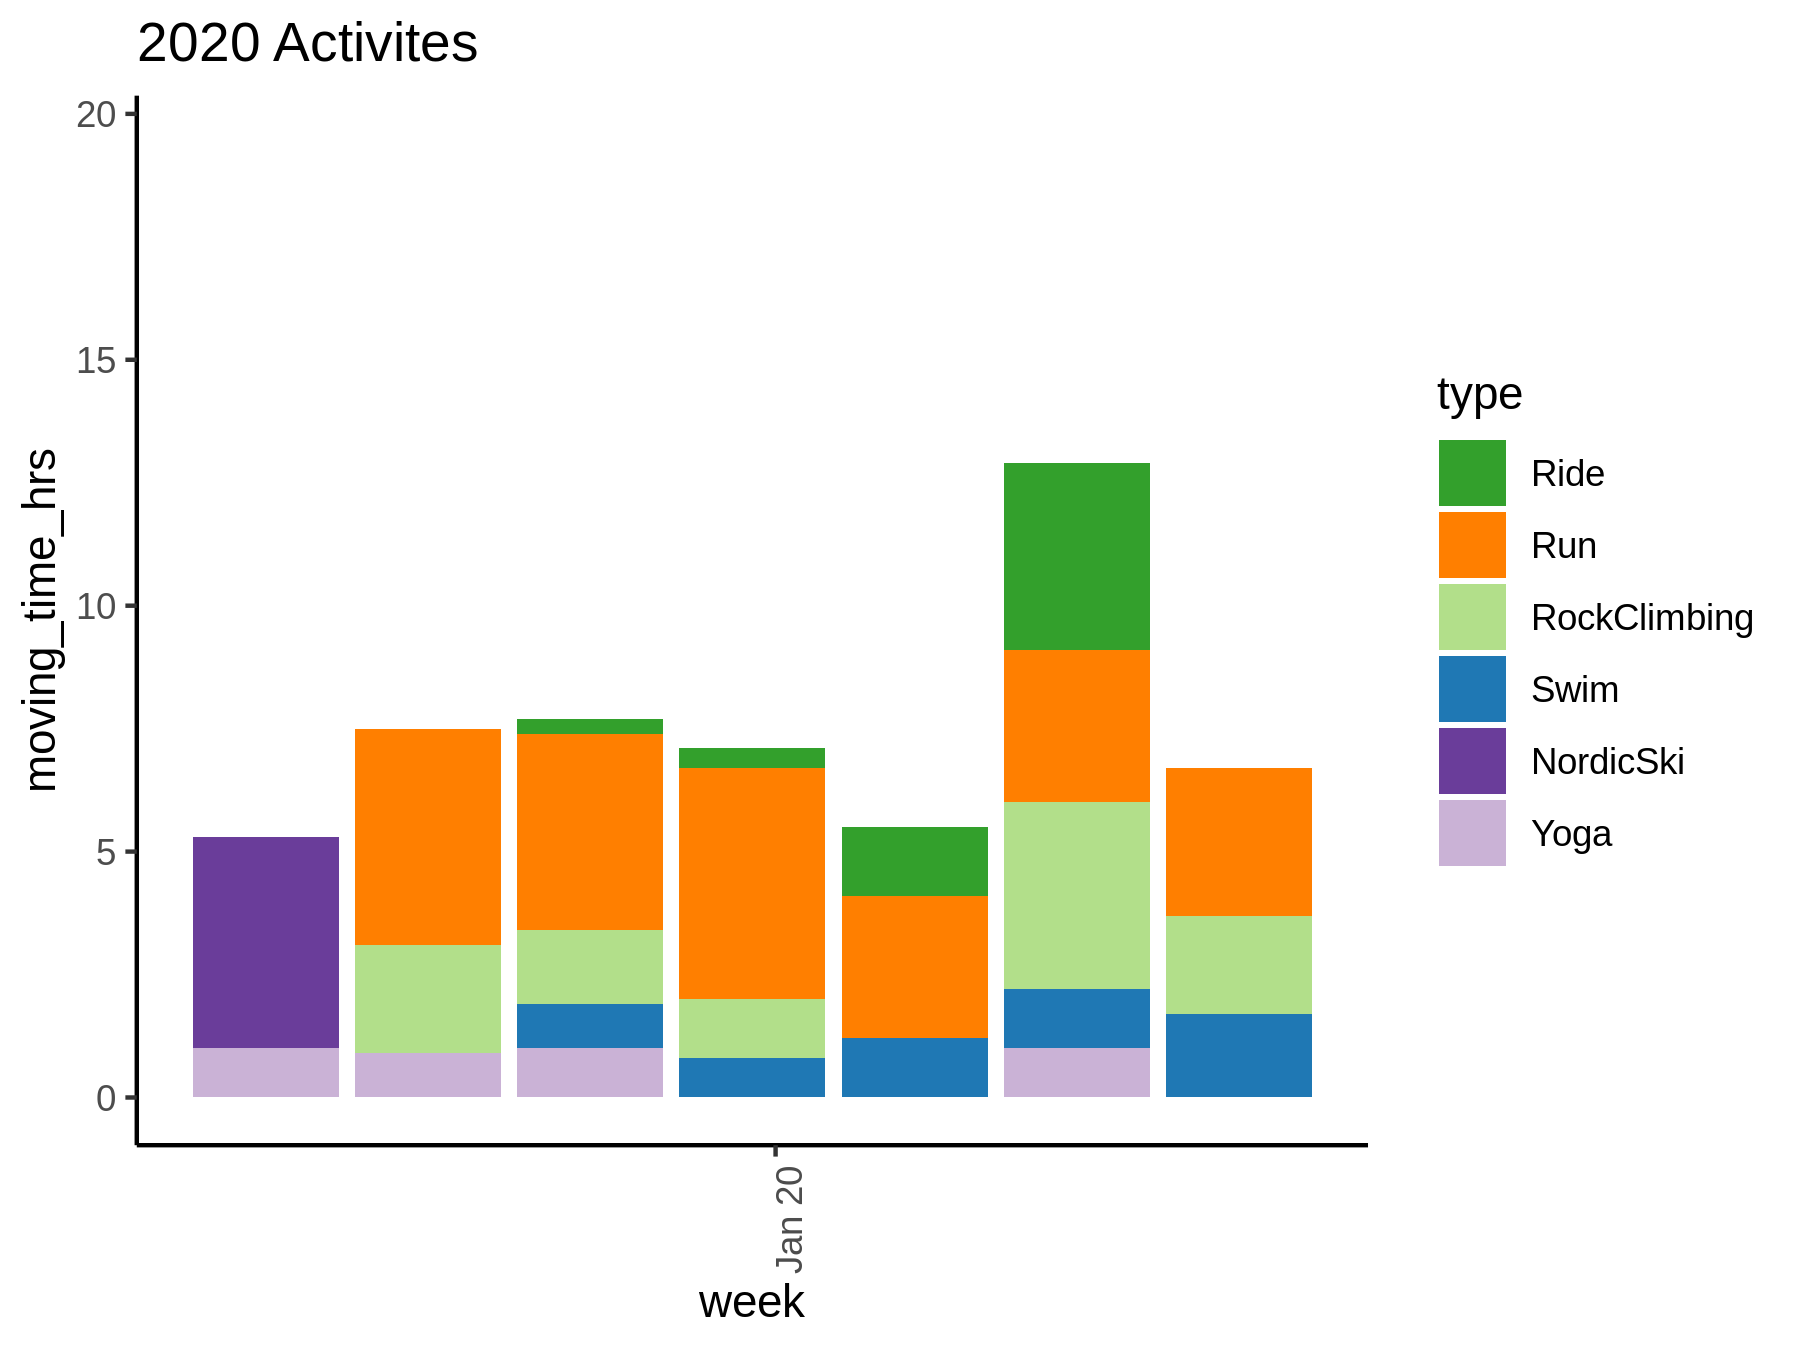 2020 Activites
moving_time_hrs
20
15
10
5
0
Jan 20
week
type
Ride
Run
RockClimbing
Swim
NordicSki
Yoga